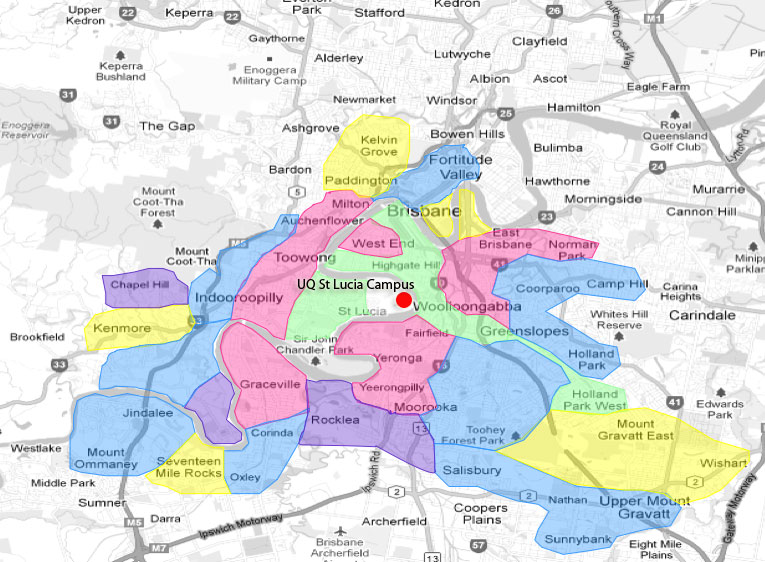 Everton
Park
Stafford
Kedron
Upper
Kedron
Keperra
22
26
M1
Southern Cross Way
Gaythorne
Keperra
Bushland
Enoggera
Military Camp
Alderley
Lutwyche
Clayfield
Albion
Ascot
Eagle Farm
31
Newmarket
Windsor
Hamilton
Enoggera
Reservoir
31
The Gap
Ashgrove
Kelvin
Grove
25
Bowen Hills
Royal
Queensland
Golf Club
Lytton Rd
Bulimba
Bardon
Fortitude
Valley
24
Paddington
Hawthorne
Murarrie
5
Mount
Coot-Tha
Forest
Milton
Brisbane
Morningside
Cannon Hill
Auchenflower
23
East
Brisbane
Norman
Park
M5
West End
Mount
Coot-Tha
Toowong
Highgate Hill
Minippi
Parklands
41
Chapel Hill
UQ St Lucia Campus
Coorparoo
Camp Hill
Carina
Heights
Indooroopilly
St Lucia
Woolloongabba
Whites Hill
Reserve
Carindale
Kenmore
33
Brookfield
Sir John
Chandler Park
Fairfield
Greenslopes
Yeronga
Holland
Park
Graceville
Yeerongpilly
15
Holland
Park West
41
Edwards
Park
Jindalee
Rocklea
Moorooka
Mount
Gravatt East
Corinda
13
Toohey
Forest Park
Westlake
Mount
Ommaney
Seventeen
Mile Rocks
Oxley
Ipswich Rd
Salisbury
Wishart
Middle Park
2
Nathan
2
Upper Mount
Gravatt
Gateway Motorway
Sumner
Darra
Ipswich Motorway
Archerfield
Coopers
Plains
M5
M7
Brisbane
Archerfield
13
57
Sunnybank
Eight Mile
Plains